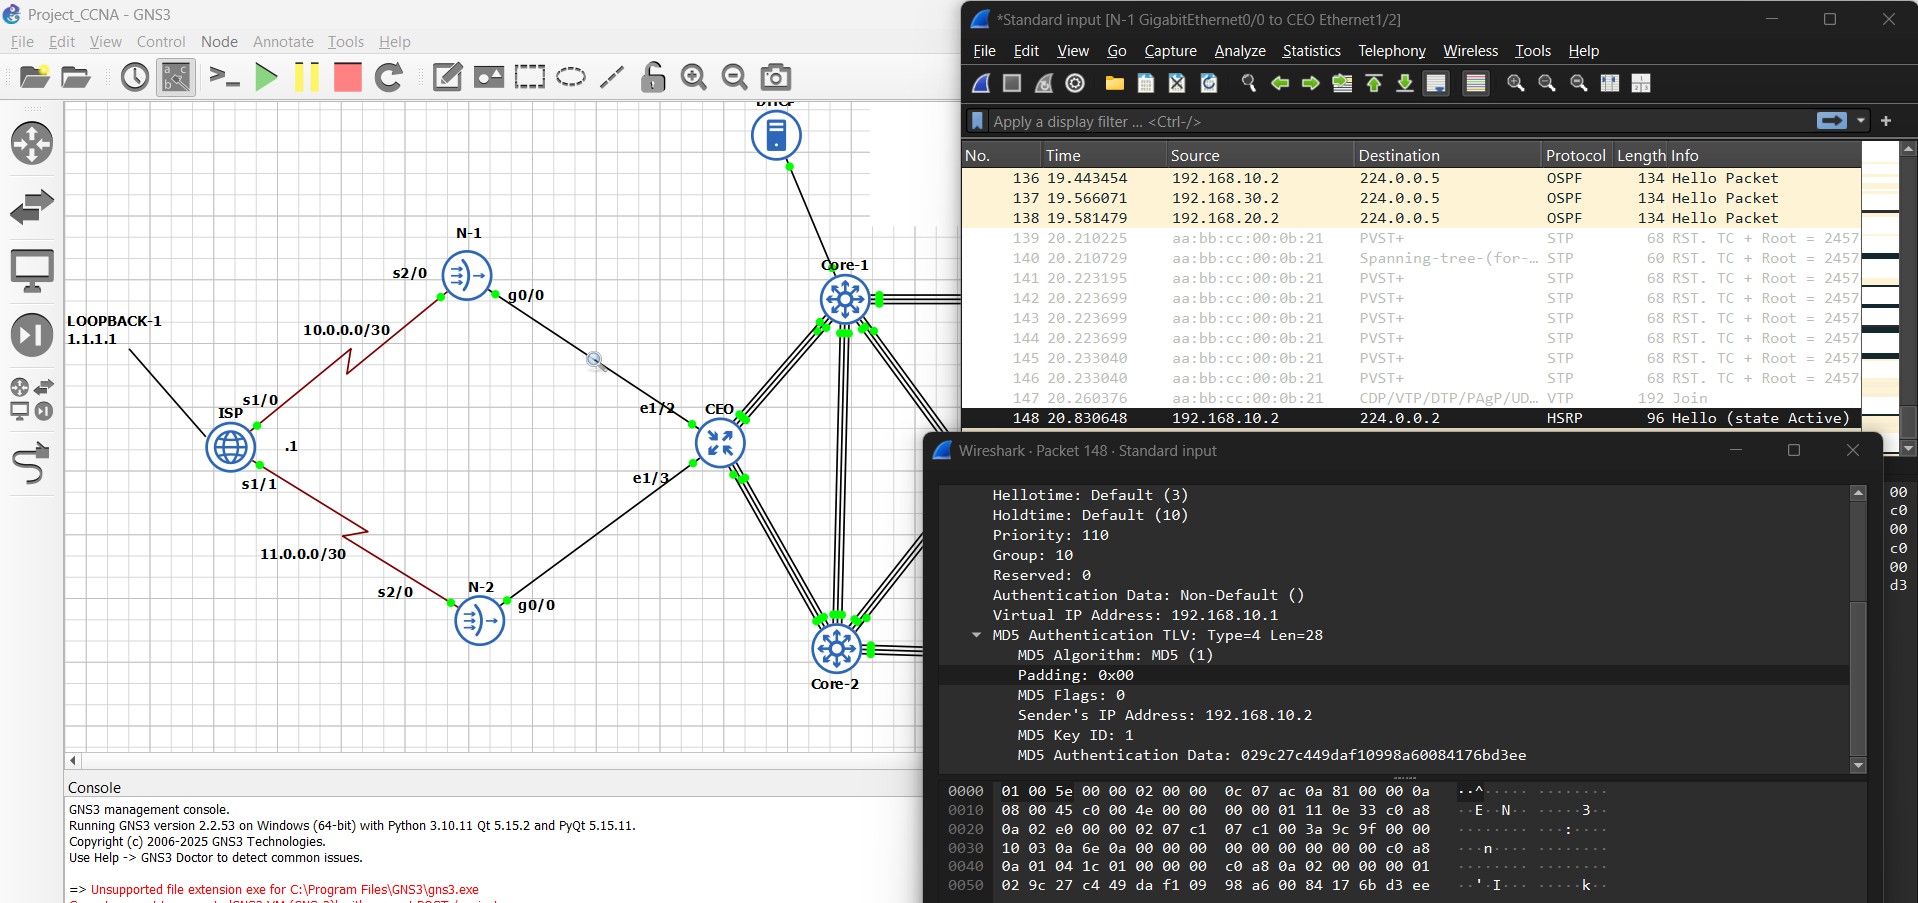 Project_CCNA - GNS3
File Edit View Control Node Annotate Tools Help
DHCP
N-1
s2/0
g0/0
Core-1
LOOPBACK-1
1.1.1.1
10.0.0.0/30
s1/0
ISP
.1
s1/1
e1/2
CEO
e1/3
11.0.0.0/30
s2/0
N-2
g0/0
Core-2
Console
GNS3 management console.
Running GNS3 version 2.2.53 on Windows (64-bit) with Python 3.10.11 Qt 5.15.2 and PyQt 5.15.11.
Copyright (c) 2006-2025 GNS3 Technologies.
Use Help -> GNS3 Doctor to detect common issues.
=> Unsupported file extension exe for C:\Program Files\GNS3\gns3.exe
*Standard input [N-1 GigabitEthernet0/0 to CEO Ethernet1/2]
File Edit View Go Capture Analyze Statistics Telephony Wireless Tools Help
Apply a display filter ... <Ctrl-/>
No. Time Source Destination Protocol Length Info
136 19.443454 192.168.10.2 224.0.0.5 OSPF 134 Hello Packet
137 19.566071 192.168.30.2 224.0.0.5 OSPF 134 Hello Packet
138 19.581479 192.168.20.2 224.0.0.5 OSPF 134 Hello Packet
139 20.210225 aa:bb:cc:00:0b:21 PVST+ STP 68 RST. TC + Root = 2457
140 20.210729 aa:bb:cc:00:0b:21 Spanning-tree-(for-… STP 60 RST. TC + Root = 2457
141 20.223195 aa:bb:cc:00:0b:21 PVST+ STP 68 RST. TC + Root = 2457
142 20.223699 aa:bb:cc:00:0b:21 PVST+ STP 68 RST. TC + Root = 2457
143 20.223699 aa:bb:cc:00:0b:21 PVST+ STP 68 RST. TC + Root = 2457
144 20.223699 aa:bb:cc:00:0b:21 PVST+ STP 68 RST. TC + Root = 2457
145 20.233040 aa:bb:cc:00:0b:21 PVST+ STP 68 RST. TC + Root = 2457
146 20.233040 aa:bb:cc:00:0b:21 PVST+ STP 68 RST. TC + Root = 2457
147 20.260376 aa:bb:cc:00:0b:21 CDP/VTP/DTP/PAgP/UD… VTP 192 Join
148 20.830648 192.168.10.2 224.0.0.2 HSRP 96 Hello (state Active)
Wireshark · Packet 148 · Standard input
Hellotime: Default (3)
Holdtime: Default (10)
Priority: 110
Group: 10
Reserved: 0
Authentication Data: Non-Default ()
Virtual IP Address: 192.168.10.1
MD5 Authentication TLV: Type=4 Len=28
MD5 Algorithm: MD5 (1)
Padding: 0x00
MD5 Flags: 0
Sender's IP Address: 192.168.10.2
MD5 Key ID: 1
MD5 Authentication Data: 029c27c449daf10998a60084176bd3ee
0000 01 00 5e 00 00 02 00 00 0c 07 ac 0a 81 00 00 0a ··^····· ········
0010 08 00 45 c0 00 4e 00 00 00 00 01 11 0e 33 c0 a8 ··E··N·· ·····3··
0020 0a 02 e0 00 00 02 07 c1 07 c1 00 3a 9c 9f 00 00 ········ ···:····
0030 10 03 0a 6e 0a 00 00 00 00 00 00 00 00 00 c0 a8 ···n···· ········
0040 0a 01 04 1c 01 00 00 00 c0 a8 0a 02 00 00 00 01 ········ ········
0050 02 9c 27 c4 49 da f1 09 98 a6 00 84 17 6b d3 ee ··'·I··· ·····k··
00
c0
00
c0
00
d3